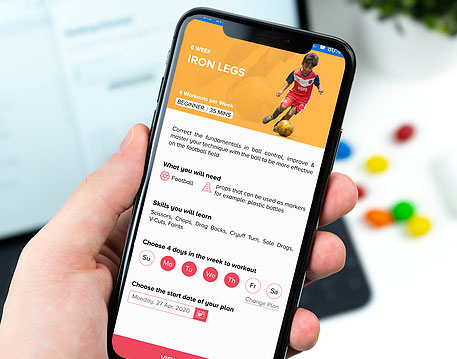 80%
6 WEEK
IRON LEGS
4 Workouts per Week
BEGINNER | 35 MINS
Correct the fundamentals in ball control, improve &
master your technique with the ball to be more effective
on the football field
What you will need
Football
props that can be used as markers
for example: plastic bottles
Skills you will learn
Scissors, Chops, Drag Backs, Cruyff Turn, Sole Drags,
V-Cuts, Feints
Choose 4 days in the week to workout
Su Mo Tu We Th Fr Sa
Change Plan
Choose the start date of your plan
Monday, 27 Apr, 2020